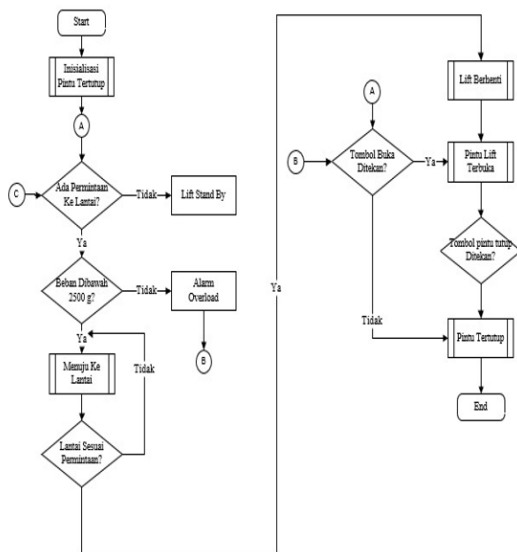 Start
Inisialisasi
Pintu Tertutup
A
C
Ada Permintaan
Ke Lantai?
Tidak
Lift Stand By
Ya
Beban Dibawah
2500 g?
Tidak
Alarm
Overload
B
Ya
Menuju Ke
Lantai
Tidak
Lantai Sesuai
Permintaan?
Ya
Lift Berhenti
A
B
Tombol Buka
Ditekan?
Ya
Pintu Lift
Terbuka
Tombol pintu tutup
Ditekan?
Tidak
Pintu Tertutup
End